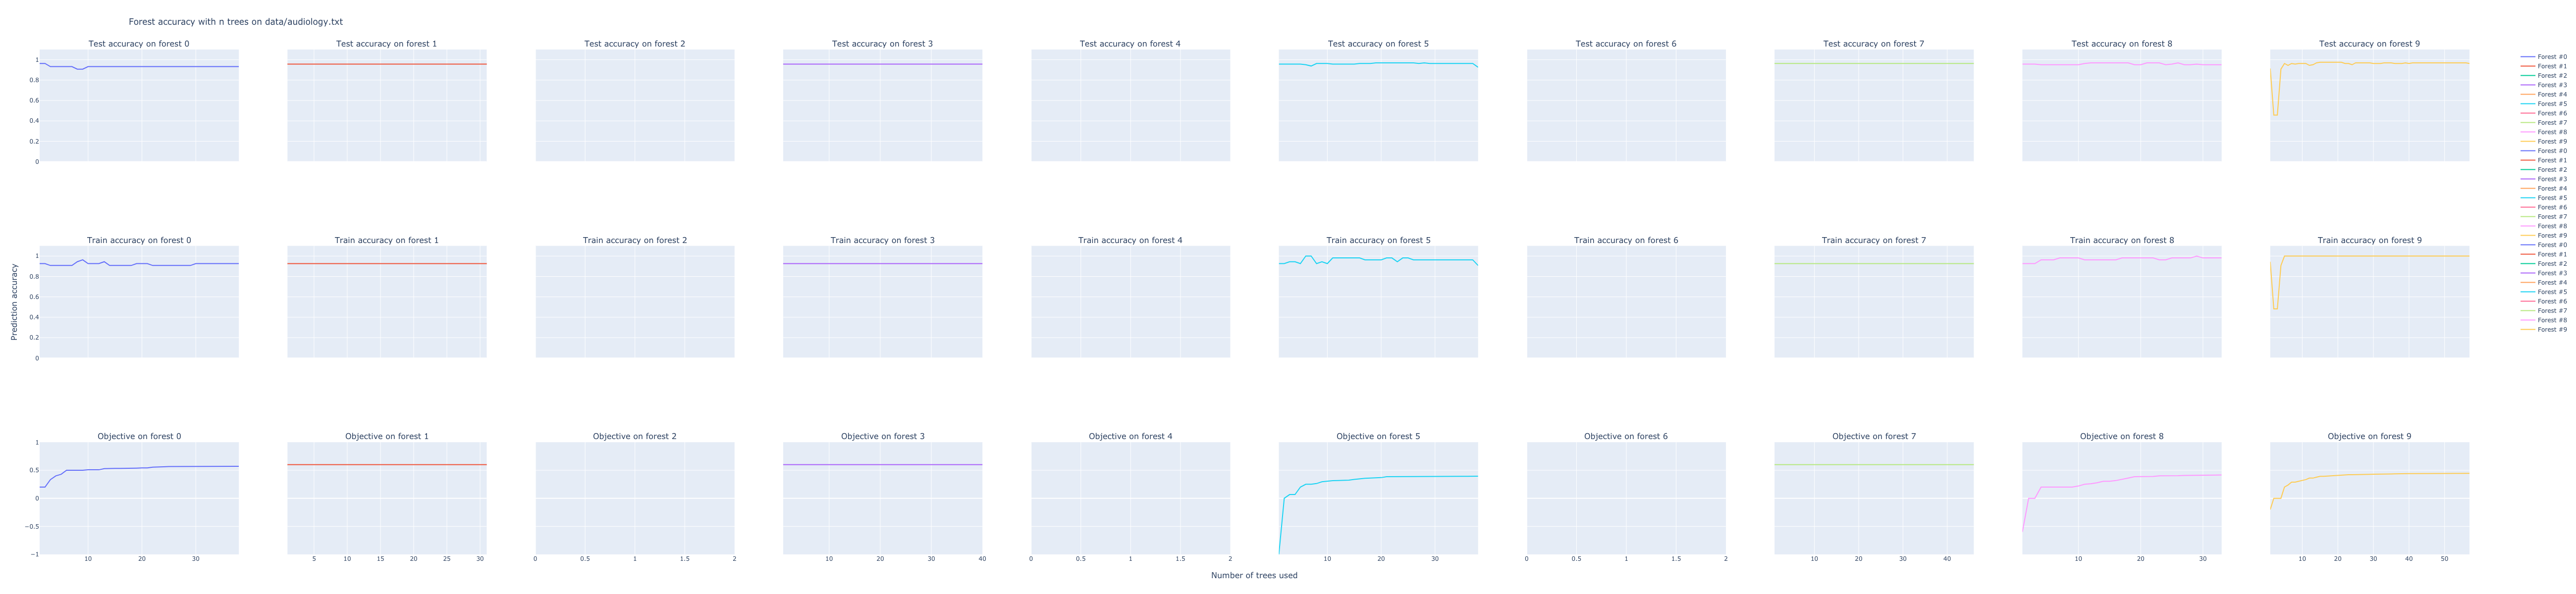 Forest accuracy with n trees on data/audiology.txt
Test accuracy on forest 0 Test accuracy on forest 1 Test accuracy on forest 2 Test accuracy on forest 3 Test accuracy on forest 4 Test accuracy on forest 5 Test accuracy on forest 6 Test accuracy on forest 7 Test accuracy on forest 8 Test accuracy on forest 9
1
0.8
0.6
0.4
0.2
0
Train accuracy on forest 0 Train accuracy on forest 1 Train accuracy on forest 2 Train accuracy on forest 3 Train accuracy on forest 4 Train accuracy on forest 5 Train accuracy on forest 6 Train accuracy on forest 7 Train accuracy on forest 8 Train accuracy on forest 9
Prediction accuracy
1
0.8
0.6
0.4
0.2
0
Objective on forest 0 Objective on forest 1 Objective on forest 2 Objective on forest 3 Objective on forest 4 Objective on forest 5 Objective on forest 6 Objective on forest 7 Objective on forest 8 Objective on forest 9
1
0.5
0
−0.5
−1
10 20 30 5 10 15 20 25 30 0 0.5 1 1.5 2 10 20 30 40 0 0.5 1 1.5 2 10 20 30 0 0.5 1 1.5 2 10 20 30 40 10 20 30 10 20 30 40 50
Number of trees used
Forest #0
Forest #1
Forest #2
Forest #3
Forest #4
Forest #5
Forest #6
Forest #7
Forest #8
Forest #9
Forest #0
Forest #1
Forest #2
Forest #3
Forest #4
Forest #5
Forest #6
Forest #7
Forest #8
Forest #9
Forest #0
Forest #1
Forest #2
Forest #3
Forest #4
Forest #5
Forest #6
Forest #7
Forest #8
Forest #9